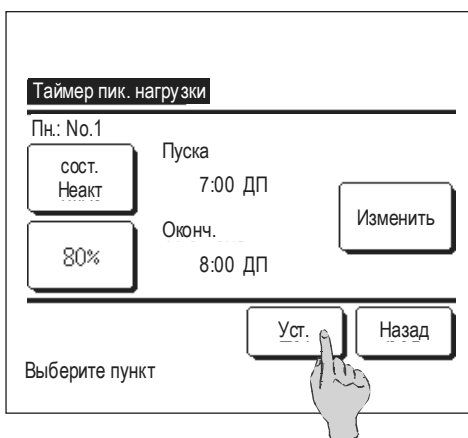 Таймер пик. нагрузки
Пн.: No.1
сост.
Неакт
Пуска
7:00 ДП
Изменить
80%
Оконч.
8:00 ДП
Уст.
Назад
Выберите пункт